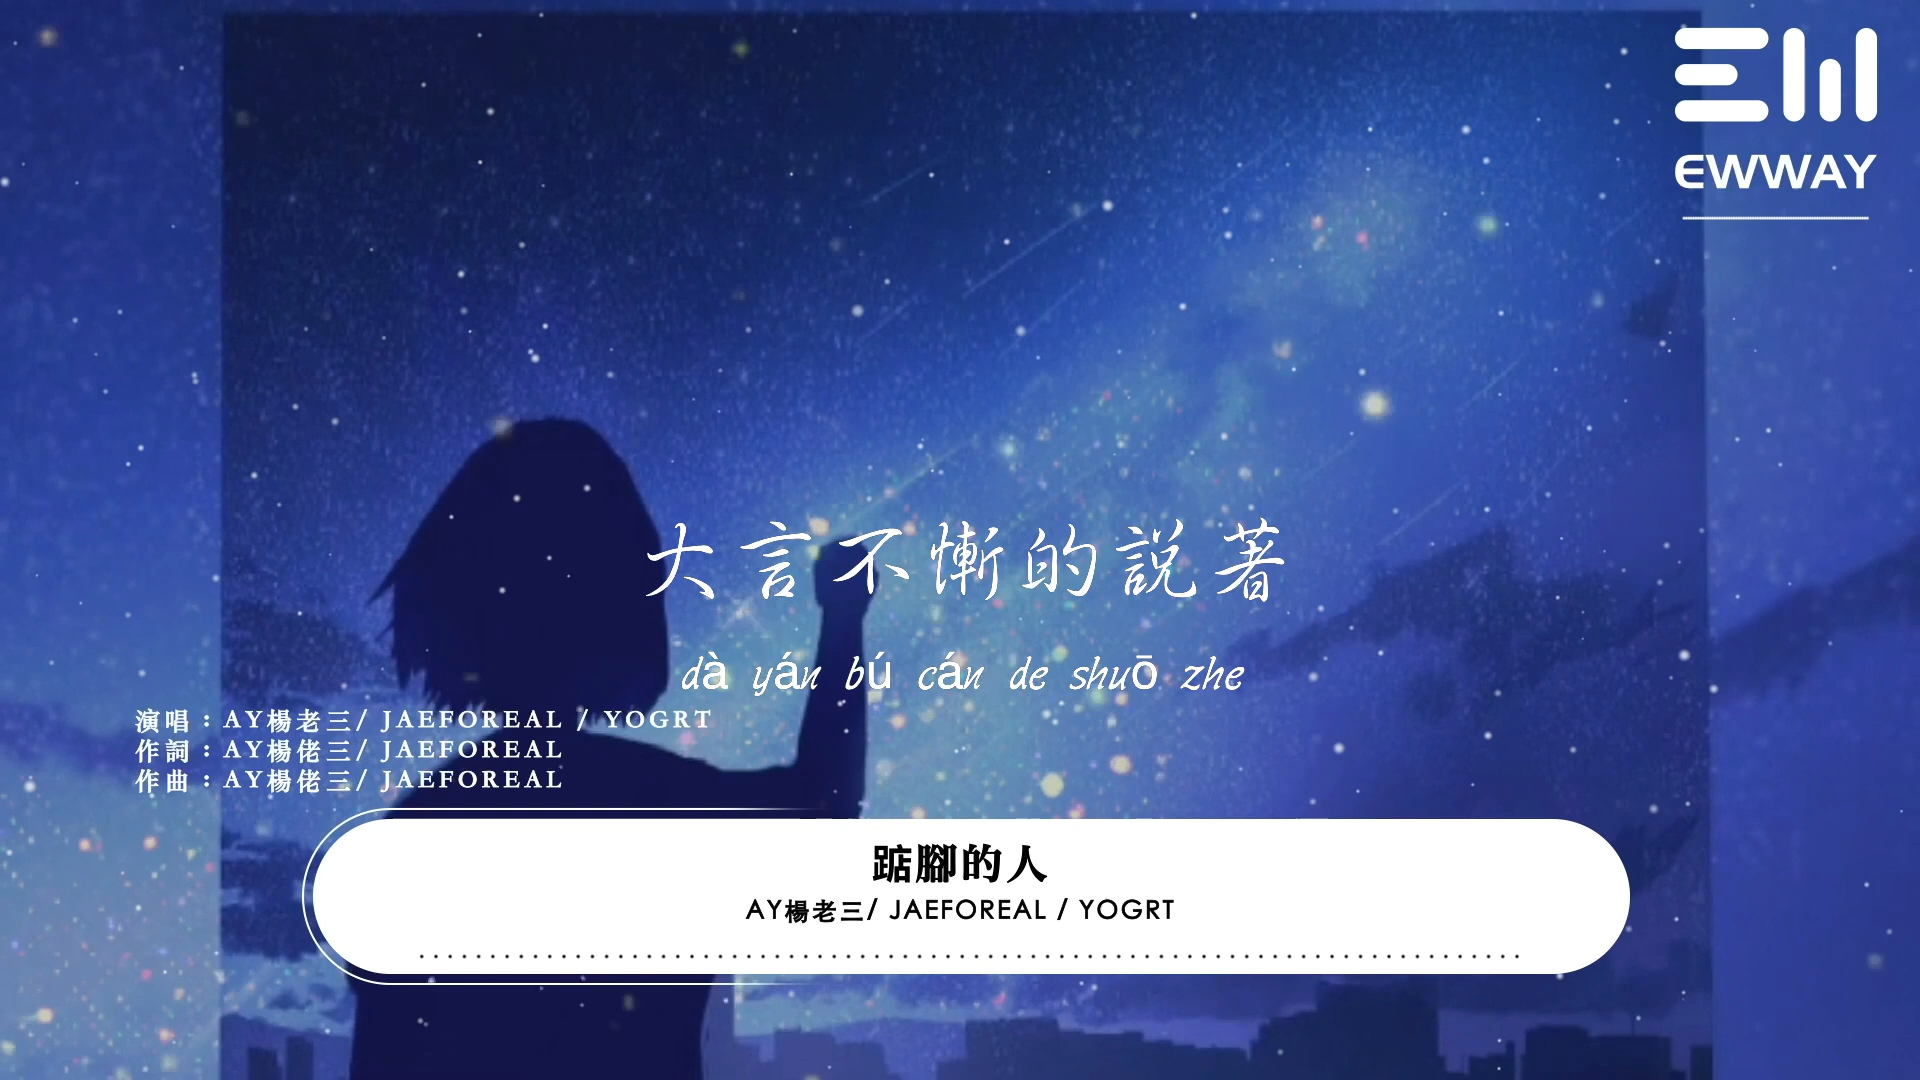 EW
EWWAY
大言不慚的說著
dà yán bú cán de shuō zhe
演唱：AY楊老三/ JAEFOREAL / YOGRT
作詞：AY楊佬三/ JAEFOREAL
作曲：AY楊佬三/ JAEFOREAL
踮腳的人
AY楊老三/ JAEFOREAL / YOGRT